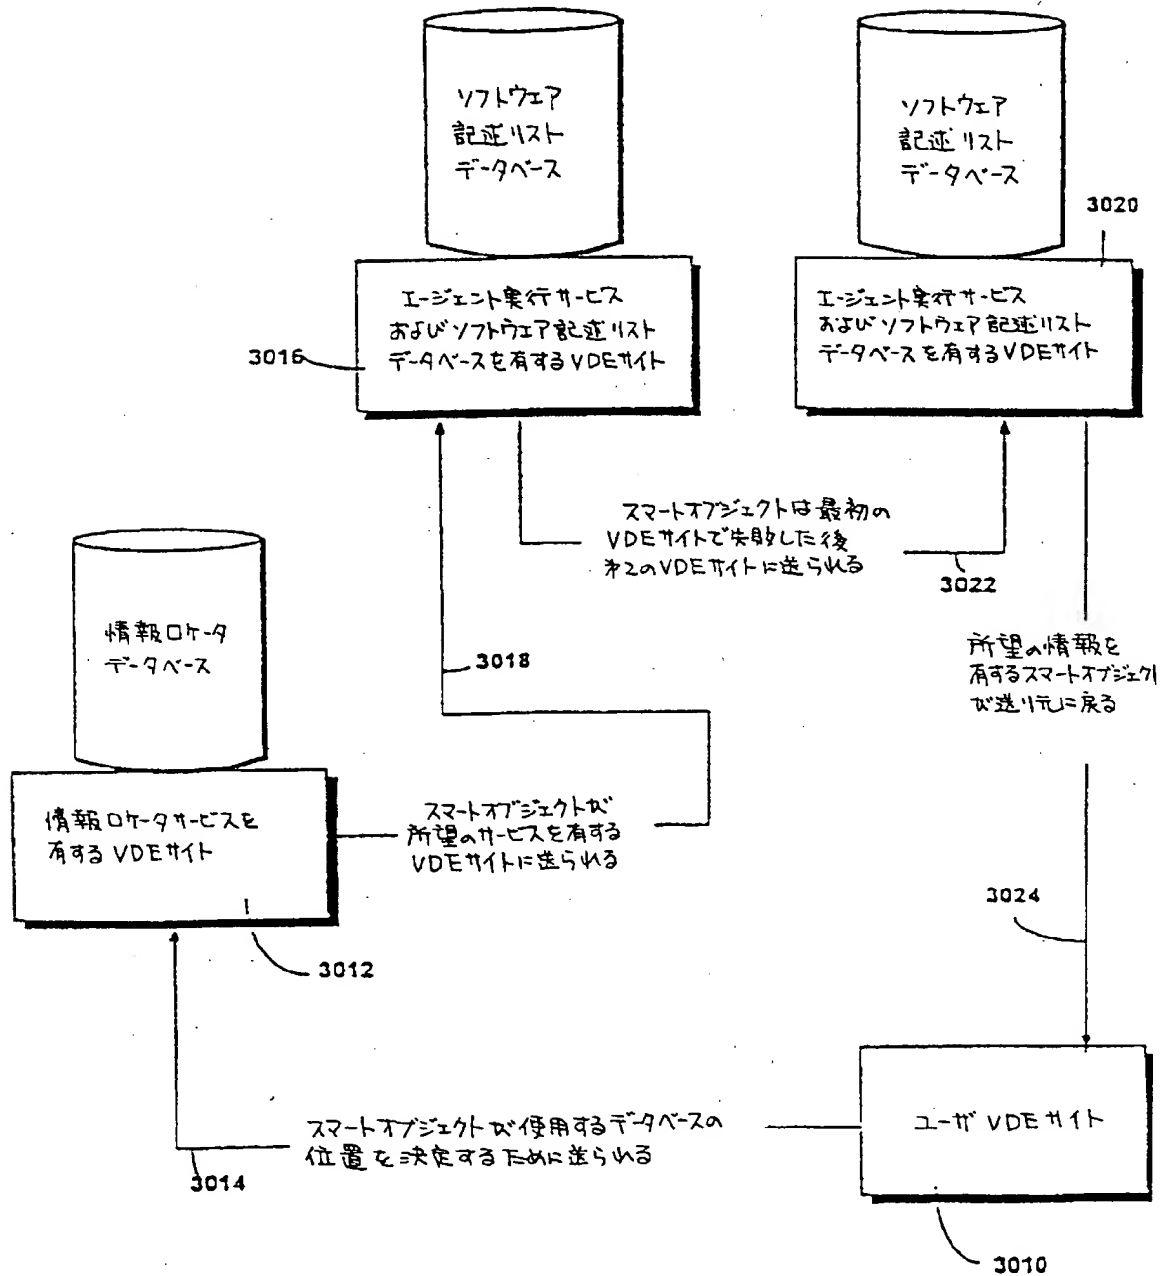 ソフトウェア
記述リスト
データベース
ソフトウェア
記述リスト
データベース
3020
エージェント実行サービス
およびソフトウェア記述リスト
データベースを有するVDEサイト
エージェント実行サービス
およびソフトウェア記述リスト
データベースを有するVDEサイト
3016
スマートオブジェクトは最初の
VDEサイトで失敗した後
第2のVDEサイトに送られる
3022
情報ロケータ
データベース
3018
所望の情報を
有するスマートオブジェクト
が送り元に戻る
情報ロケータサービスを
有するVDEサイト
スマートオブジェクトが
所望のサービスを有する
VDEサイトに送られる
3024
3012
ユーザVDEサイト
スマートオブジェクトが使用するデータベースの
位置を決定するために送られる
3014
3010